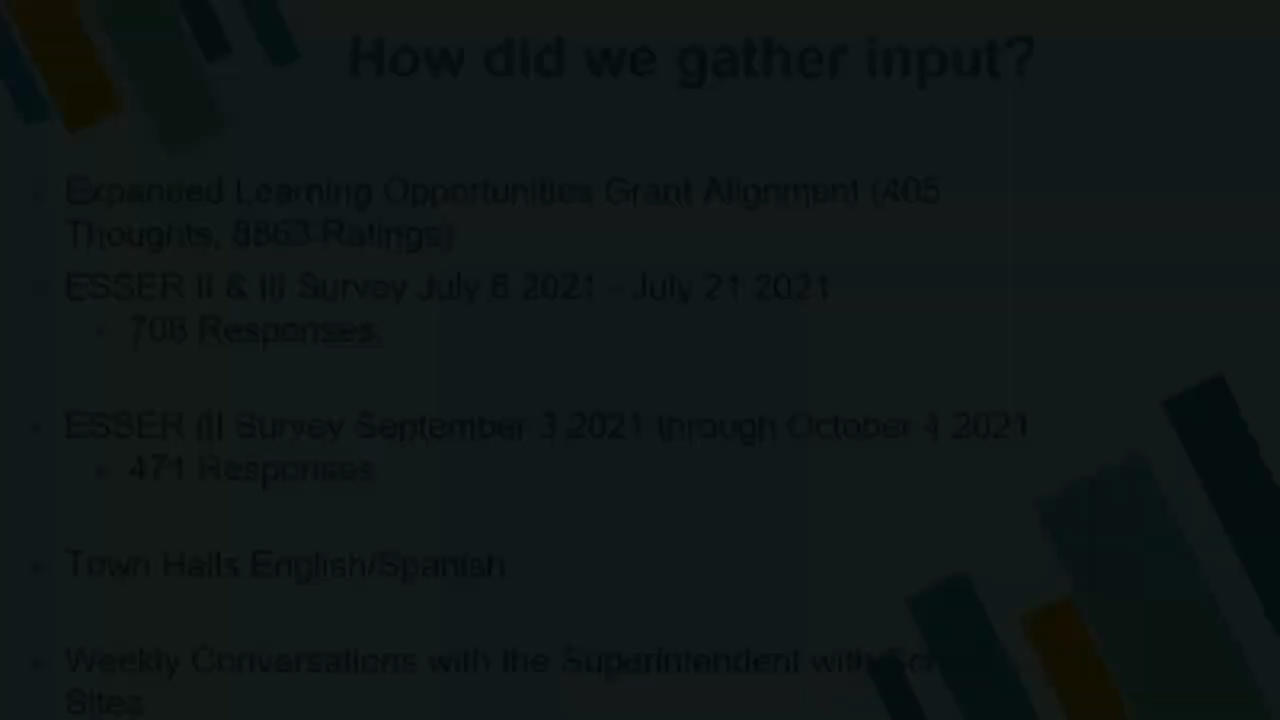 How did we gather input?
Expanded Learning Opportunities Grant Alignment (405
Thoughts, Ratings)
ESSER II & III Survey July 6 2021 - July 21 2021
708 Responses
ESSER III Survey September 3 2021 through October 4 2021
471 Responses
Town Halls English/Spanish
Weekly Conversations with the Superintendent with
Sites